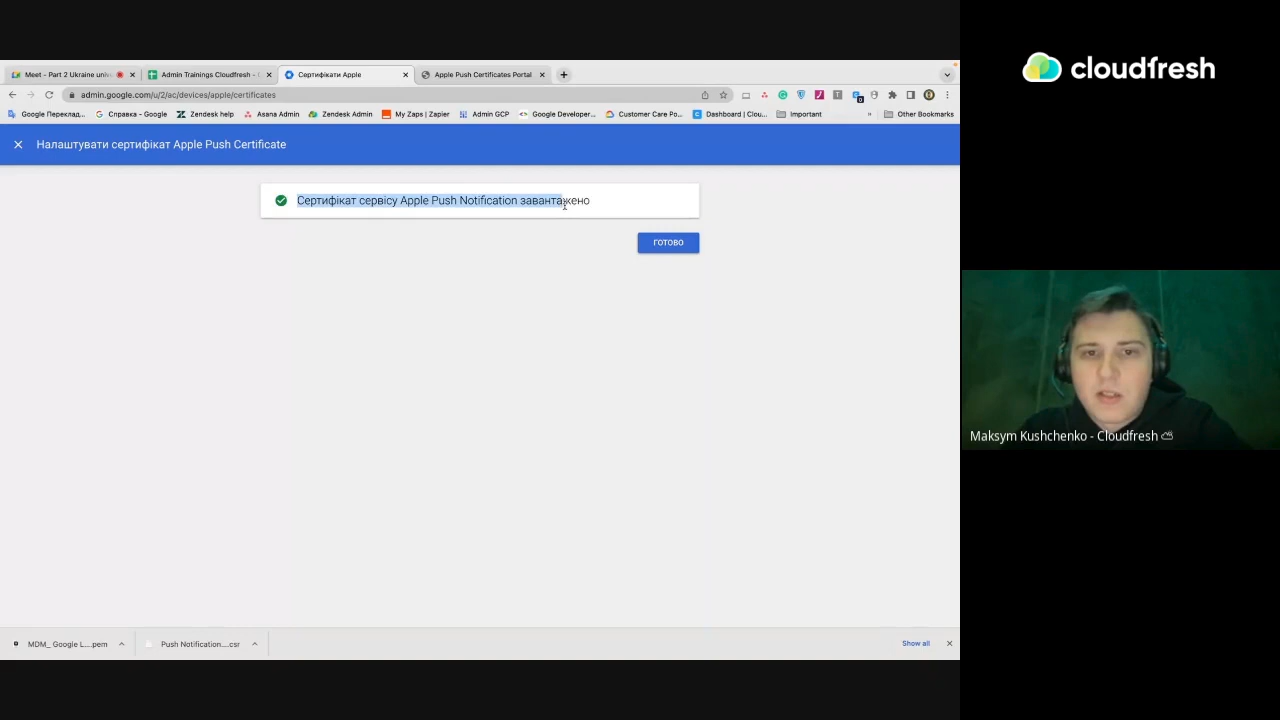 cloudfresh
Meet - Part 2 Ukraine univ
Admin Trainings Cloudfresh -
Сертифікати Apple
Apple Push Certificates Portal
admin.google.com/u/2/ac/devices/apple/certificates
Google Переклад...
Справка - Google
Zendesk help
Asana Admin
Zendesk Admin
My Zaps | Zapier
Admin GCP
Google Developer...
Customer Care Po...
Dashboard | Clou...
Important
»
Other Bookmarks
Налаштувати сертифікат Apple Push Certificate
Сертифікат сервісу Apple Push Notification завантажено
ГОТОВО
Maksym Kushchenko - Cloudfresh
MDM_ Google L....pem
Push Notification....csr
Show all